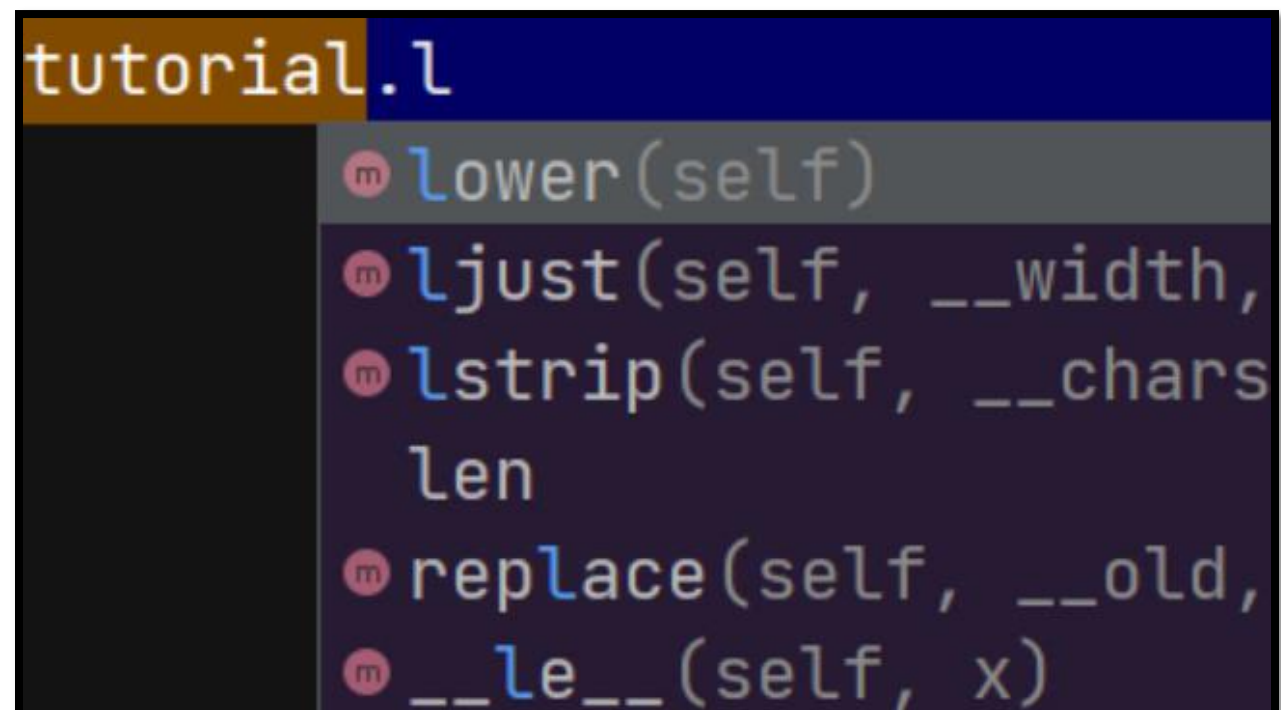 tutorial.l
m lower(self)
m ljust(self, __width,
m lstrip(self, __chars
len
m replace(self, __old,
m __le__(self, x)